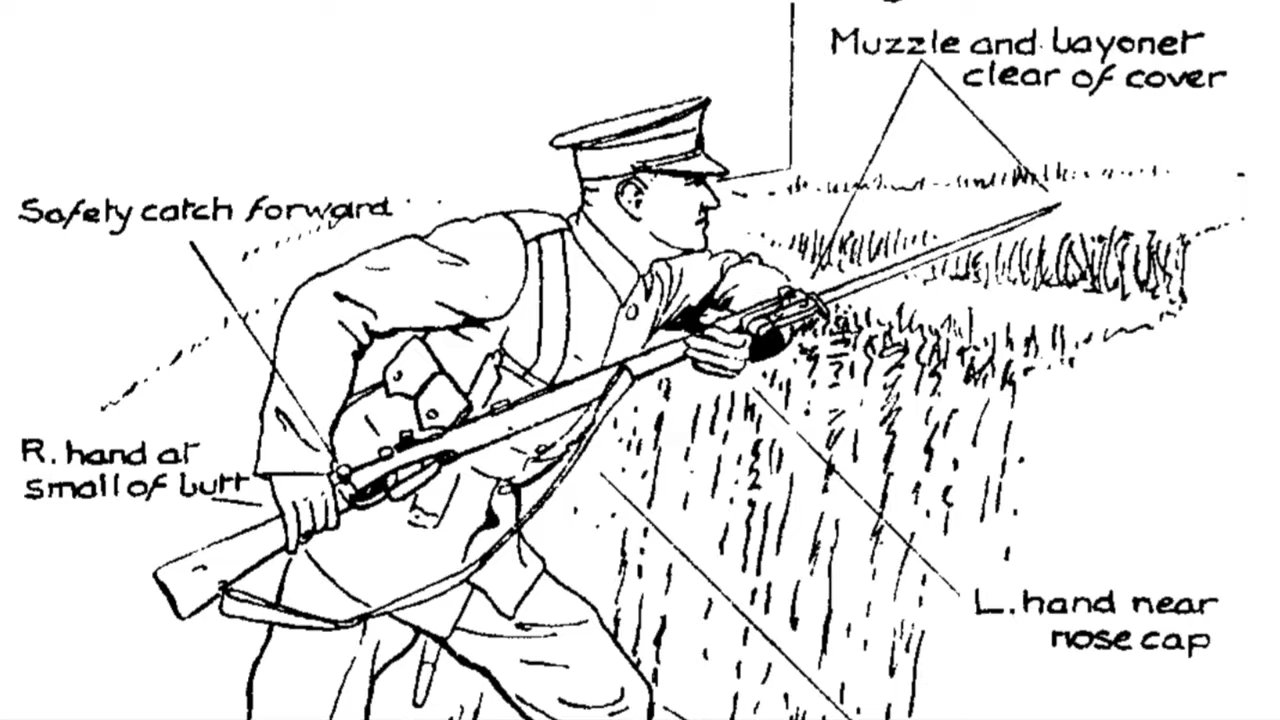 Muzzle and bayonet
clear of cover
Safety catch forward
R. hand at
small of butt
L. hand near
nose cap